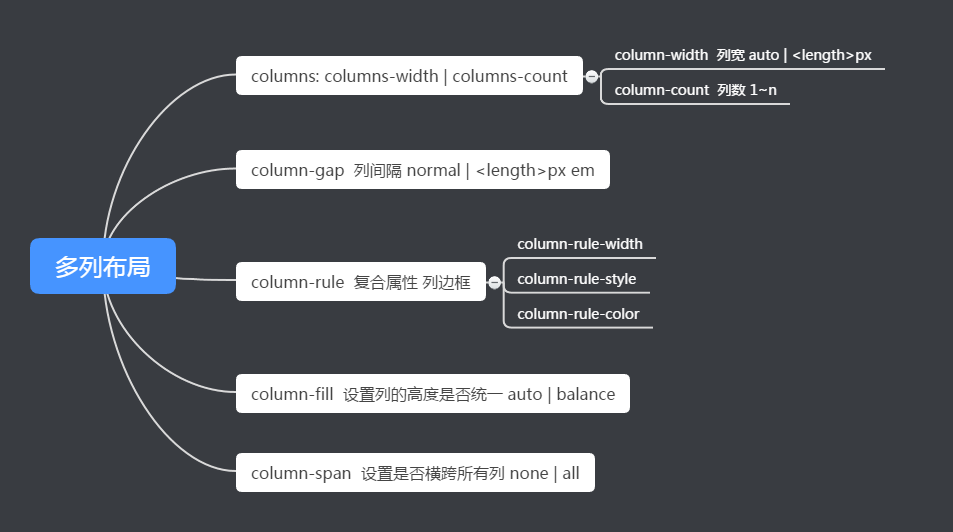 多列布局
columns: columns-width | columns-count
column-width 列宽 auto | <length>px
column-count 列数 1~n
column-gap 列间隔 normal | <length>px em
column-rule 复合属性 列边框
column-rule-width
column-rule-style
column-rule-color
column-fill 设置列的高度是否统一 auto | balance
column-span 设置是否横跨所有列 none | all